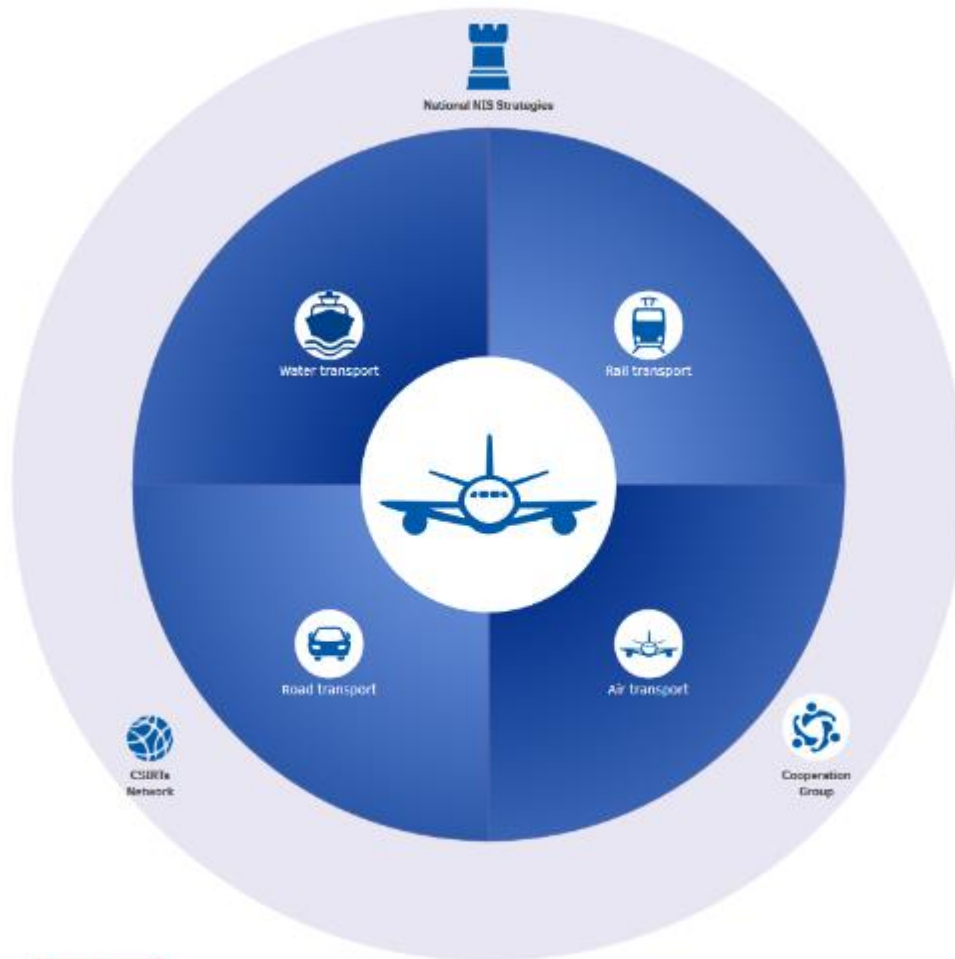 National NIS Strategies
Water transport
Rail transport
Road transport
Air transport
CSIRTs
Network
Cooperation
Group